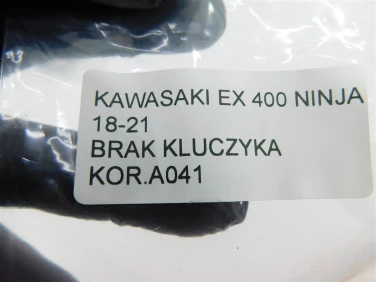 KAWASAKI EX 400 NINJA
18-21
BRAK KLUCZYKA
KOR.A041